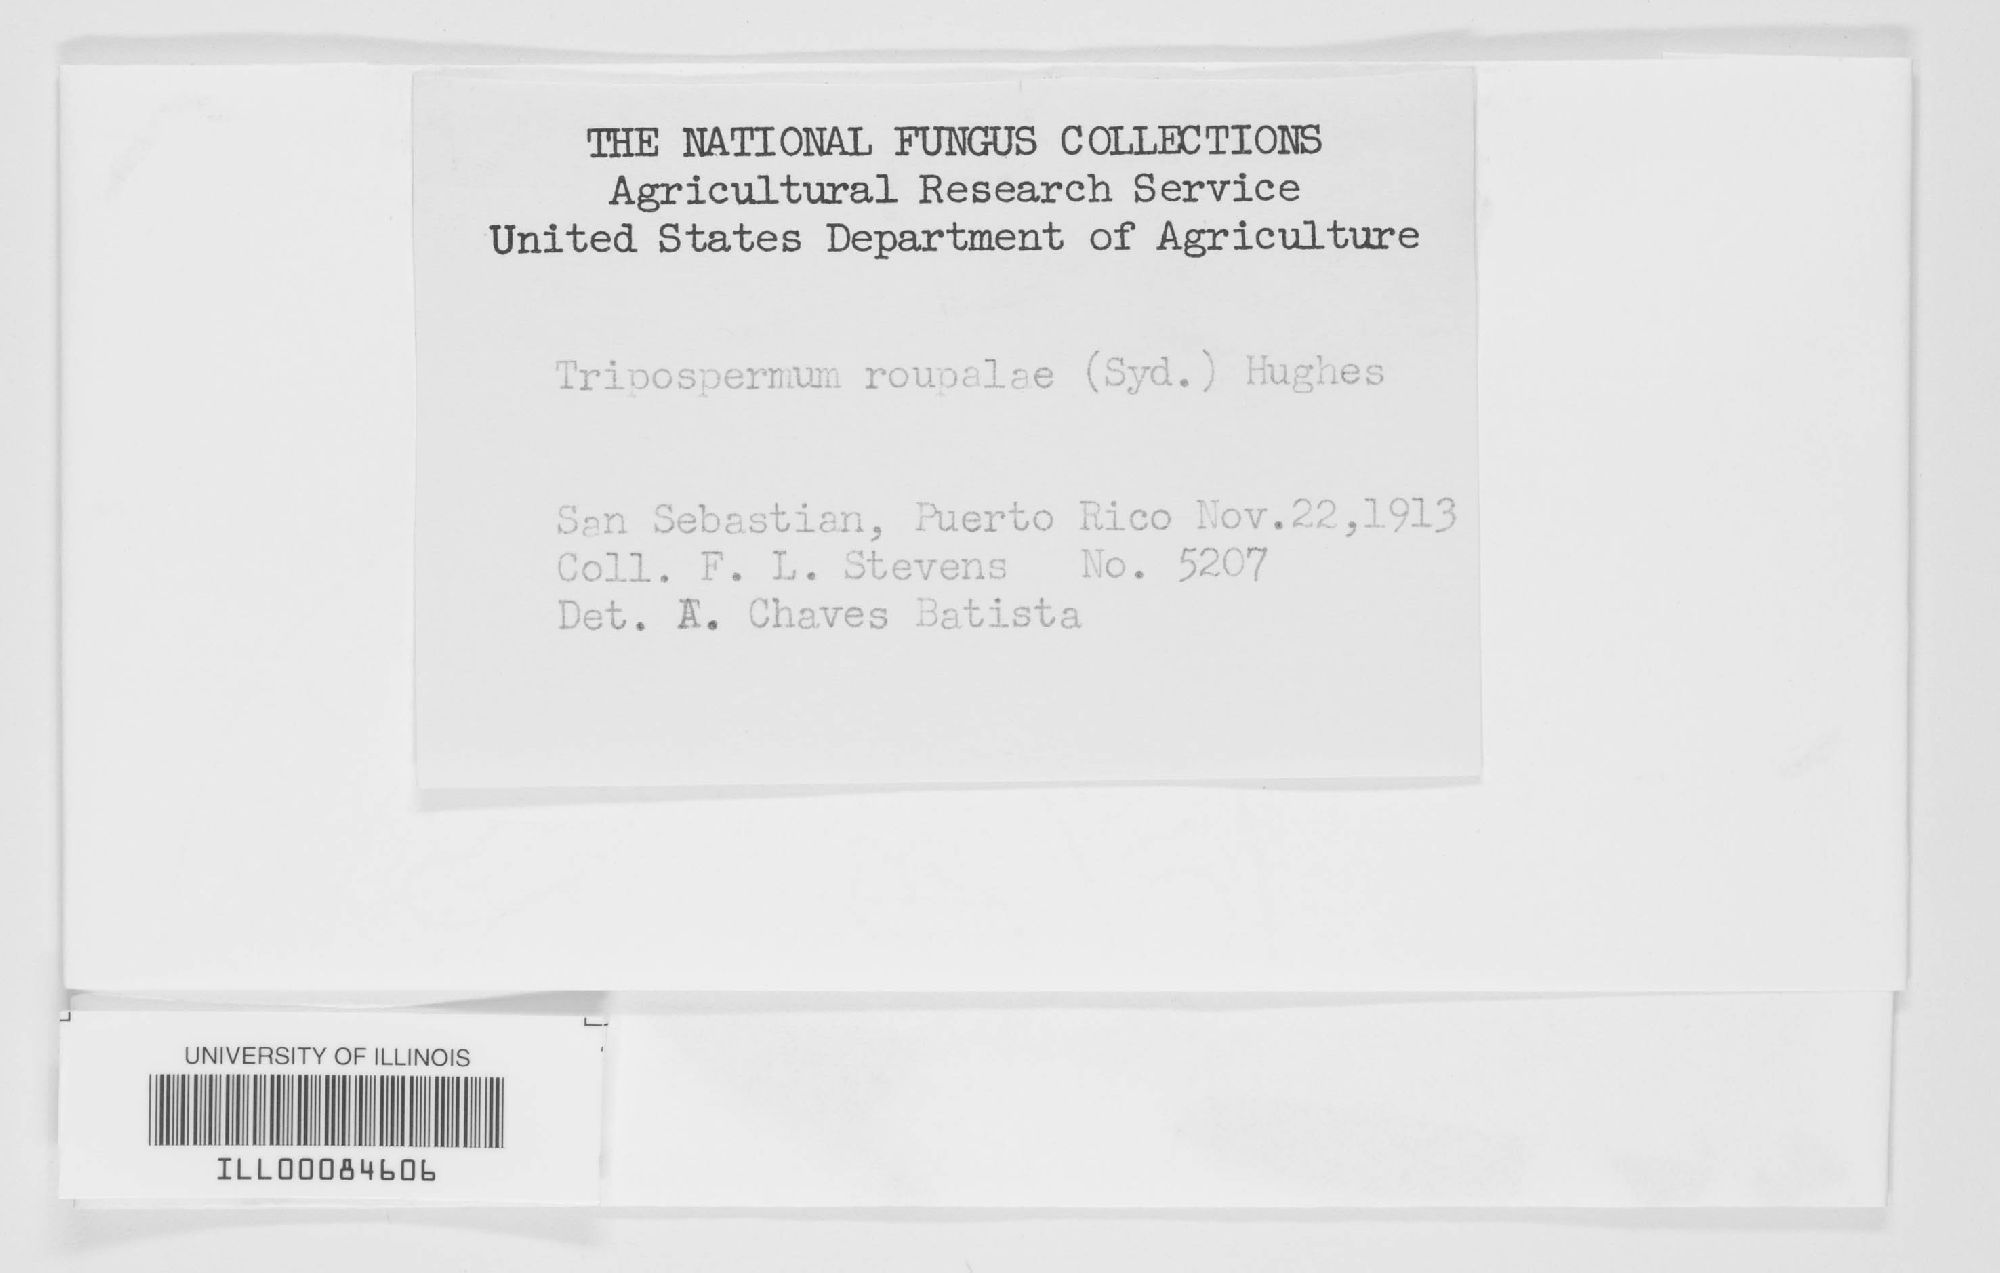 THE NATIONAL FUNGUS COLLECTIONS
Agricultural Research Service
United States Department of Agriculture
Tripospermum roupalae (Syd.) Hughes
San Sebastian, Puerto Rico Nov.22,1913
Coll. F. L. Stevens No. 5207
Det. A. Chaves Batista
UNIVERSITY OF ILLINOIS
ILL00084606